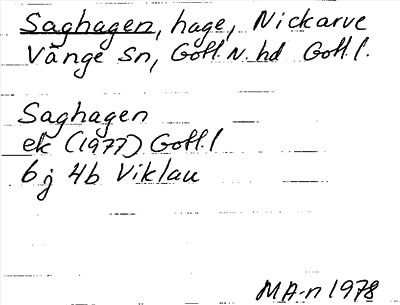 Saghagen, hage, Nickarve
Vänge Sn, Gotl. N. hd Gotl l.
Saghagen
ek (1977) Gotl. l
6 j 4b Viklau
MA-n 1978